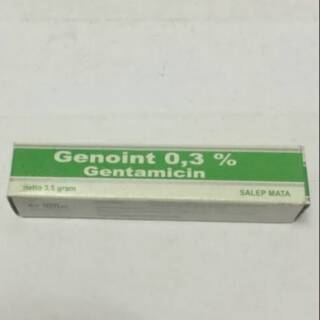 Genoint 0,3 %
Gentamicin
netto 3,5 gram
SALEP MATA